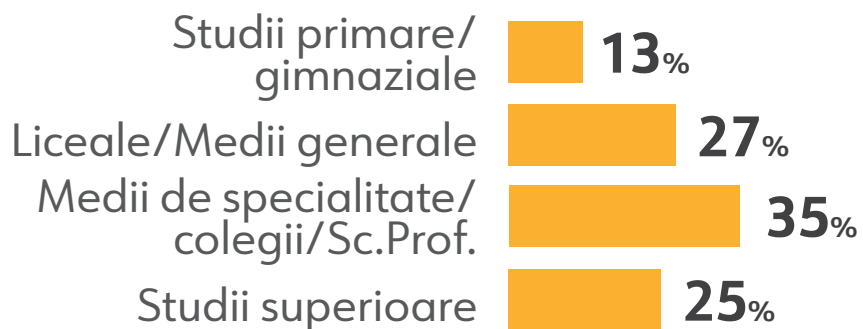 Studii primare/
gimnaziale
13%
Liceale/Medii generale
27%
Medii de specialitate/
colegii/Sc.Prof.
35%
Studii superioare
25%